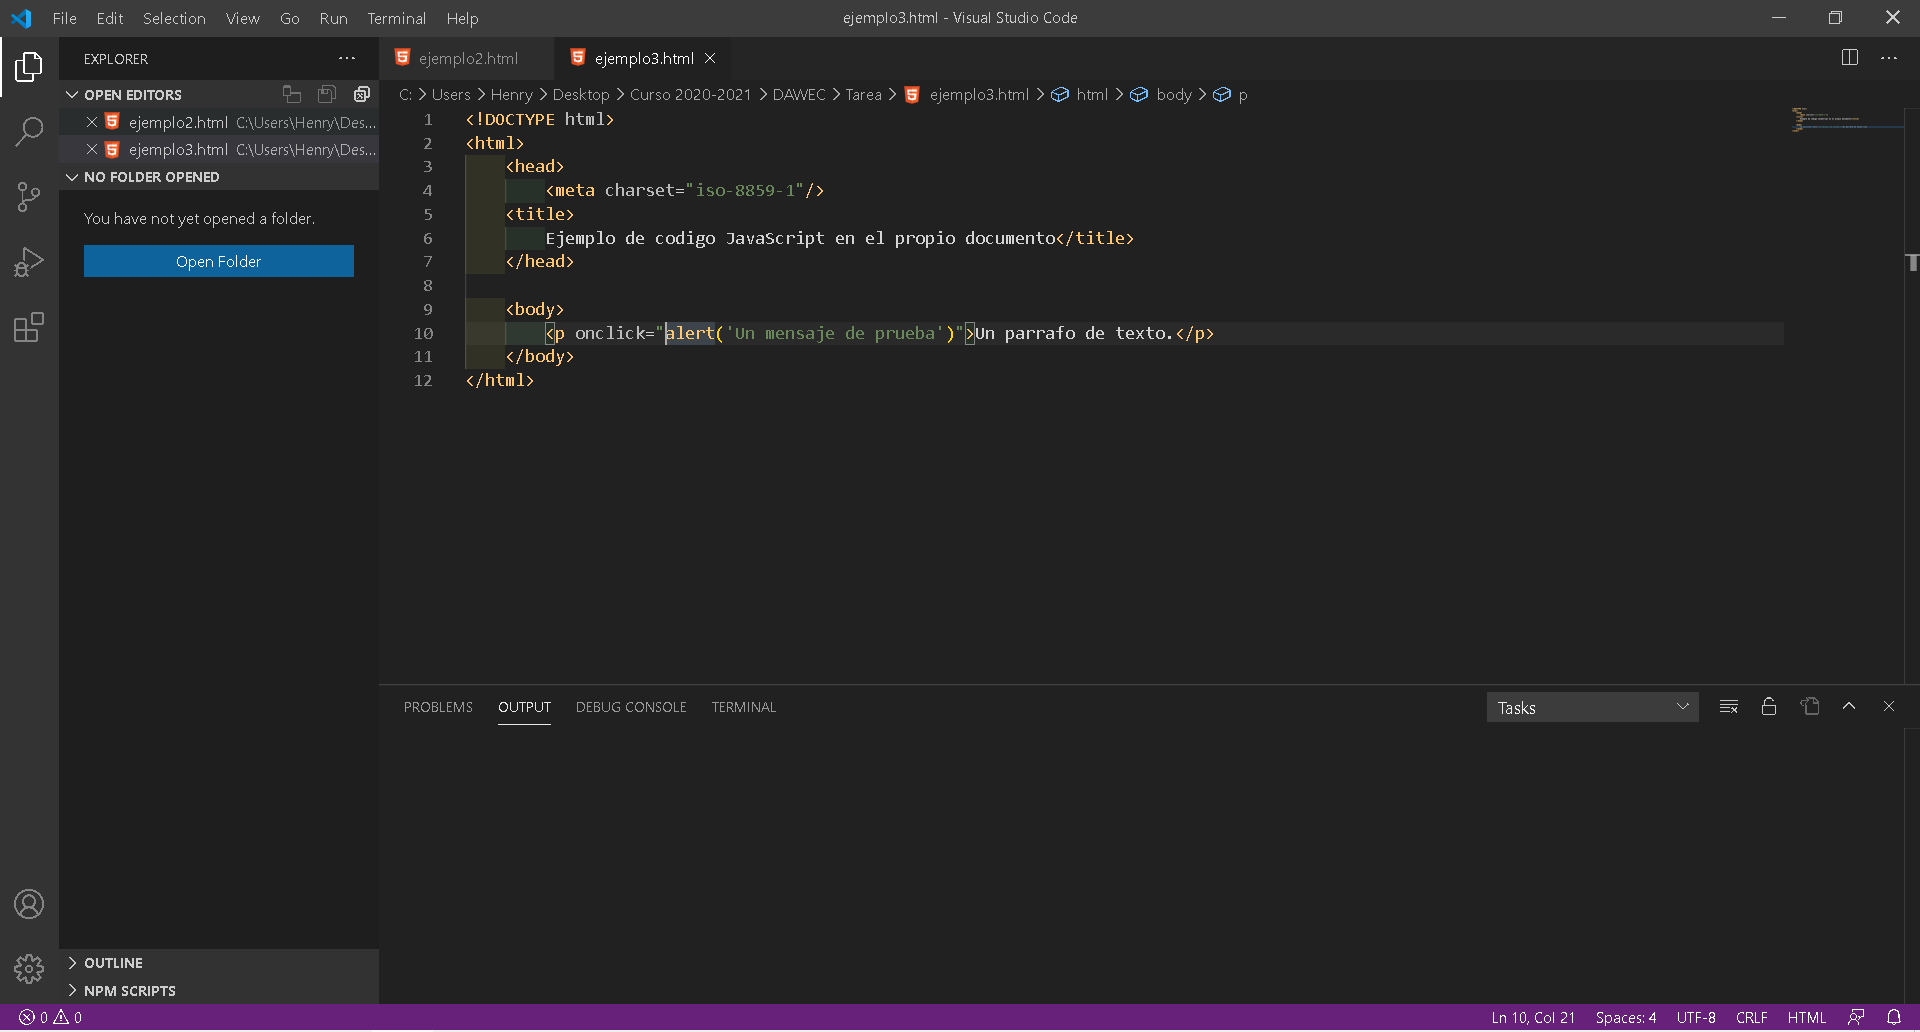 File Edit Selection View Go Run Terminal Help
ejemplo3.html - Visual Studio Code
EXPLORER
OPEN EDITORS
ejemplo2.html C:\Users\Henry\Des...
ejemplo3.html C:\Users\Henry\Des...
NO FOLDER OPENED
You have not yet opened a folder.
Open Folder
OUTLINE
NPM SCRIPTS
ejemplo2.html
ejemplo3.html
C: > Users > Henry > Desktop > Curso 2020-2021 > DAWEC > Tarea > ejemplo3.html > html > body > p
1 <!DOCTYPE html>
2 <html>
3 <head>
4 <meta charset="iso-8859-1"/>
5 <title>
6 Ejemplo de codigo JavaScript en el propio documento</title>
7 </head>
8
9 <body>
10 <p onclick="alert('Un mensaje de prueba')">Un parrafo de texto.</p>
11 </body>
12 </html>
PROBLEMS OUTPUT DEBUG CONSOLE TERMINAL
Tasks
0 0
Ln 10, Col 21 Spaces: 4 UTF-8 CRLF HTML